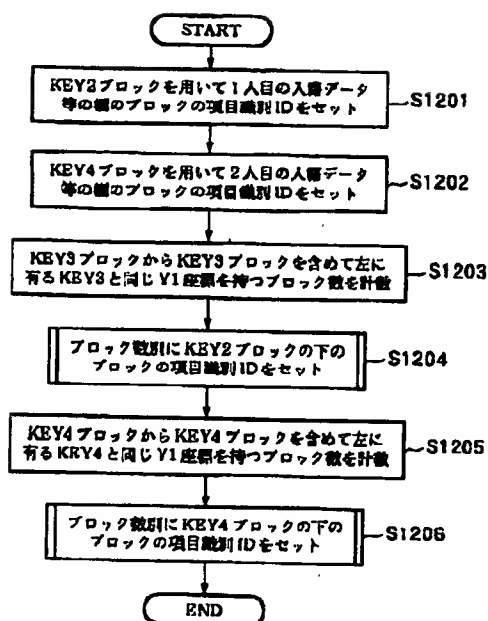 START
KEY2ブロックを用いて1人目の入籍データ
等の欄のブロックの項目識別IDをセット
S1201
KEY4ブロックを用いて2人目の入籍データ
等の欄のブロックの項目識別IDをセット
S1202
KEY3ブロックからKEY3ブロックを含めて左に
有るKEY3と同じY1座標を持つブロック数を計数
S1203
ブロック数別にKEY2ブロックの下の
ブロックの項目識別IDをセット
S1204
KEY4ブロックからKEY4ブロックを含めて左に
有るKRY4と同じY1座標を持つブロック数を計数
S1205
ブロック数別にKEY4ブロックの下の
ブロックの項目識別IDをセット
S1206
END